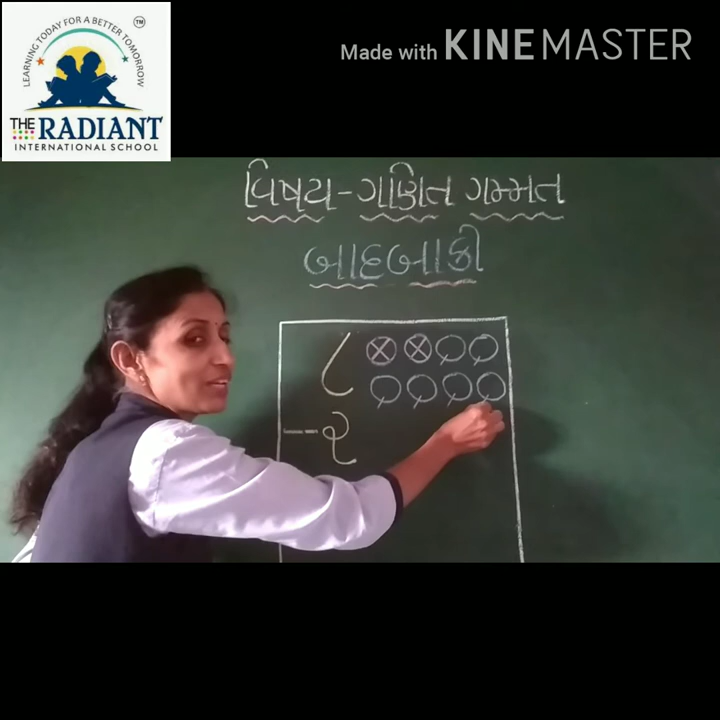 LEARNING TODAY FOR A BETTER TOMORROW
TM
THE RADIANT
INTERNATIONAL SCHOOL
Made with KINEMASTER
વિષય-ગણિત ગમ્મત
બાદબાકી
૮
-૨